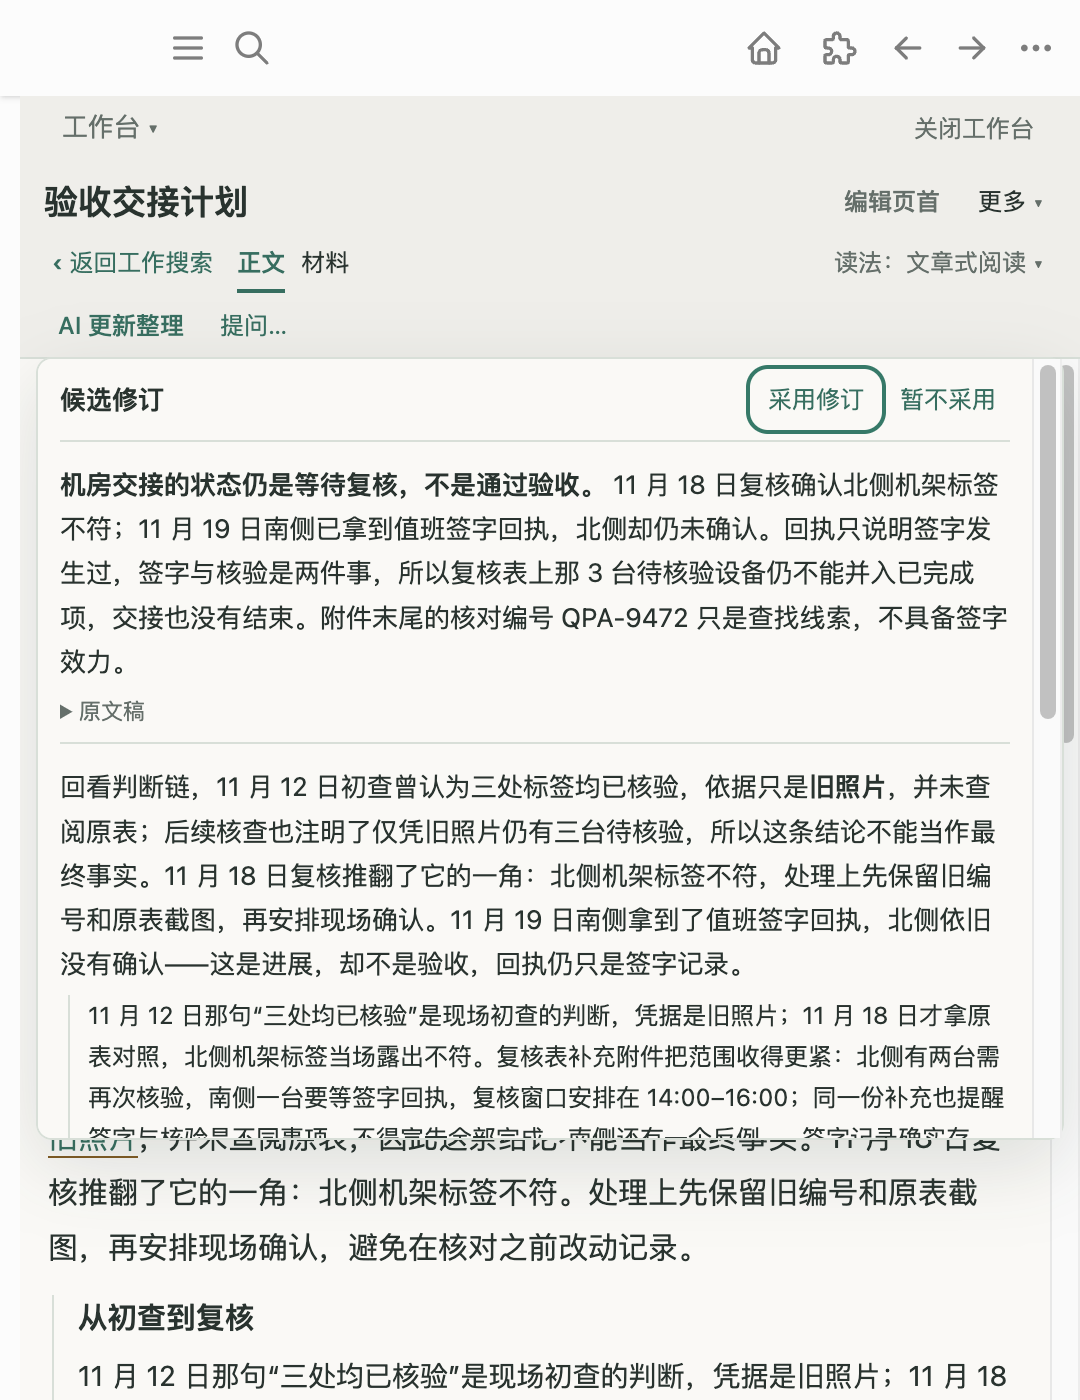 工作台 ▾
关闭工作台
验收交接计划
编辑页首
更多 ▾
‹ 返回工作搜索
正文
材料
读法：文章式阅读 ▾
AI 更新整理
提问...
候选修订
采用修订
暂不采用
机房交接的状态仍是等待复核，不是通过验收。 11 月 18 日复核确认北侧机架标签
不符；11 月 19 日南侧已拿到值班签字回执，北侧却仍未确认。回执只说明签字发
生过，签字与核验是两件事，所以复核表上那 3 台待核验设备仍不能并入已完成
项，交接也没有结束。附件末尾的核对编号 QPA-9472 只是查找线索，不具备签字
效力。
▶ 原文稿
回看判断链，11 月 12 日初查曾认为三处标签均已核验，依据只是旧照片，并未查
阅原表；后续核查也注明了仅凭旧照片仍有三台待核验，所以这条结论不能当作最
终事实。11 月 18 日复核推翻了它的一角：北侧机架标签不符，处理上先保留旧编
号和原表截图，再安排现场确认。11 月 19 日南侧拿到了值班签字回执，北侧依旧
没有确认——这是进展，却不是验收，回执仍只是签字记录。
11 月 12 日那句“三处均已核验”是现场初查的判断，凭据是旧照片；11 月 18 日才拿原
表对照，北侧机架标签当场露出不符。复核表补充附件把范围收得更紧：北侧有两台需
再次核验，南侧一台要等签字回执，复核窗口安排在 14:00–16:00；同一份补充也提醒
核推翻了它的一角：北侧机架标签不符。处理上先保留旧编号和原表截
图，再安排现场确认，避免在核对之前改动记录。
从初查到复核
11 月 12 日那句“三处均已核验”是现场初查的判断，凭据是旧照片；11 月 18